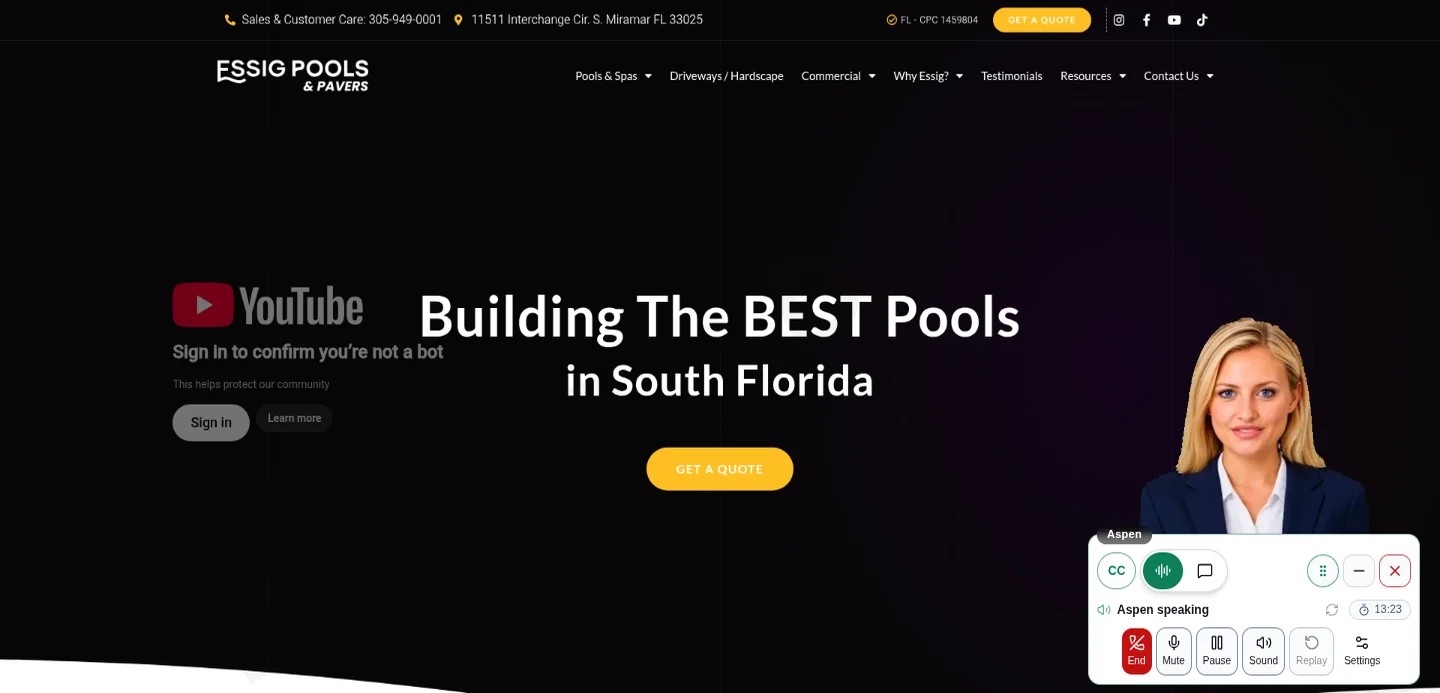 Sales & Customer Care: 305-949-0001
11511 Interchange Cir. S. Miramar FL 33025
FL - CPC 1459804
GET A QUOTE
ESSIG POOLS
& PAVERS
Pools & Spas
Driveways / Hardscape
Commercial
Why Essig?
Testimonials
Resources
Contact Us
YouTube
Sign in to confirm you're not a bot
This helps protect our community
Sign in
Learn more
Building The BEST Pools
in South Florida
GET A QUOTE
Aspen
CC
Aspen speaking
13:23
End
Mute
Pause
Sound
Replay
Settings